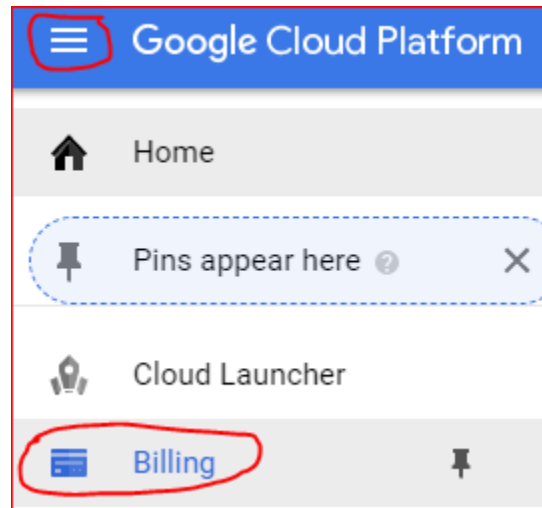 Google Cloud Platform
Home
Pins appear here ?
Cloud Launcher
Billing